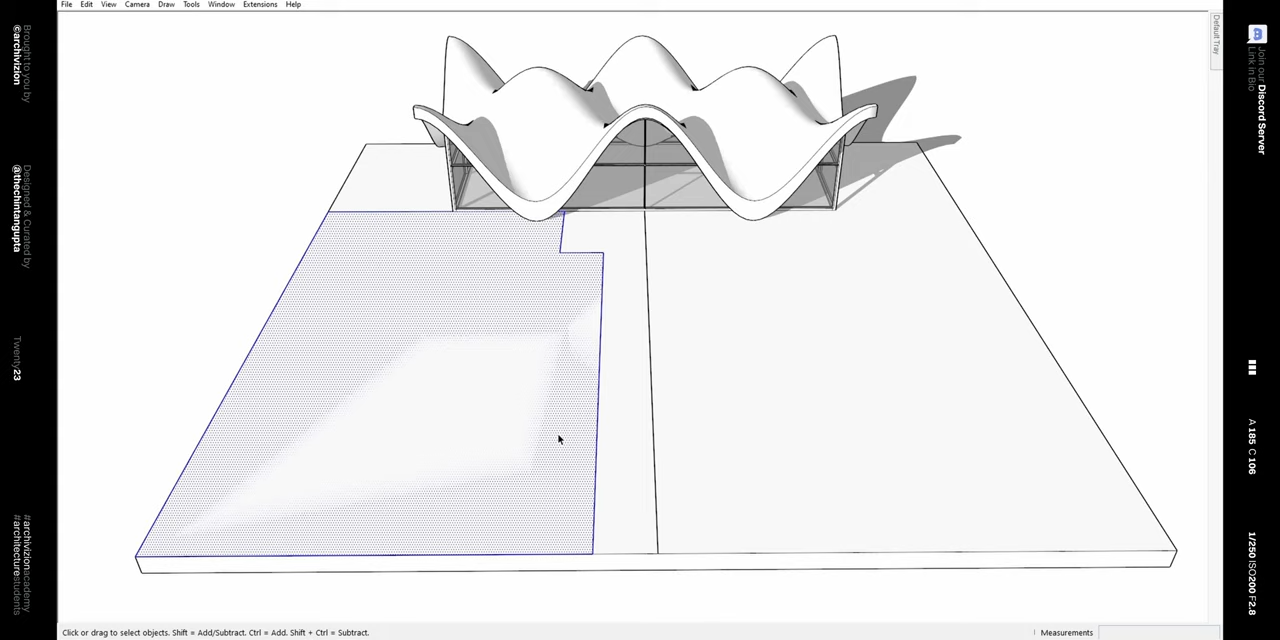 File Edit View Camera Draw Tools Window Extensions Help
Default Tray
Brought to you by
@archivizion
Designed & Curated by
@thechintangupta
Twenty23
#archivizionacademy
#architecturestudents
Join our Discord Server
Link in Bio
A 185 C 106
1/250 ISO200 F2.8
Click or drag to select objects. Shift = Add/Subtract. Ctrl = Add. Shift + Ctrl = Subtract.
Measurements